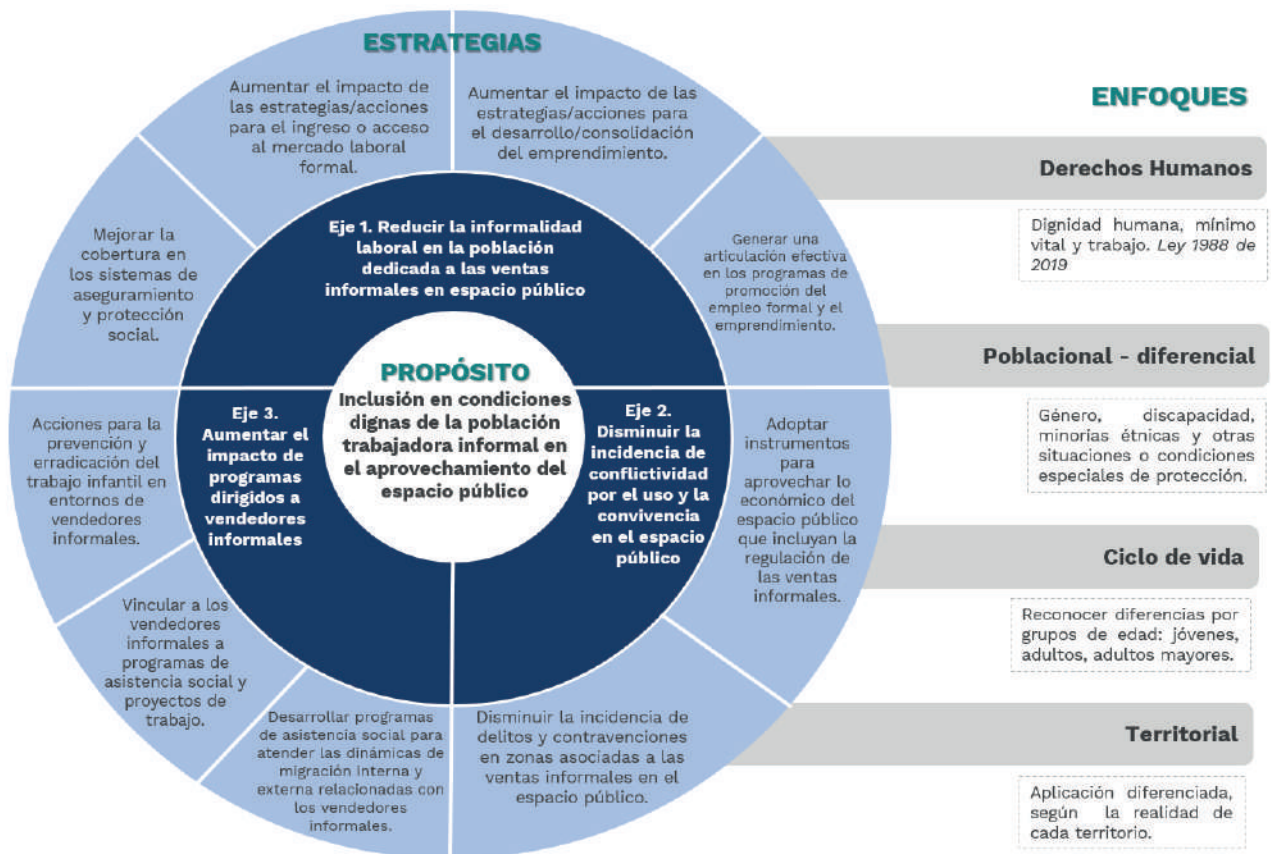 ESTRATEGIAS
Aumentar el impacto de
las estrategias/acciones
para el ingreso o acceso
al mercado laboral
formal.
Aumentar el impacto de las
estrategias/acciones para
el desarrollo/consolidación
del emprendimiento.
Mejorar la
cobertura en
los sistemas de
aseguramiento
y protección
social.
Generar una
articulación efectiva
en los programas de
promoción del
empleo formal y el
emprendimiento.
Eje 1. Reducir la informalidad
laboral en la población
dedicada a las ventas
informales en espacio público
PROPÓSITO
Inclusión en condiciones
dignas de la población
trabajadora informal en
el aprovechamiento del
espacio público
Eje 3.
Aumentar el
impacto de
programas
dirigidos a
vendedores
informales
Eje 2.
Disminuir la
incidencia de
conflictividad
por el uso y la
convivencia
en el espacio
público
Acciones para la
prevención y
erradicación del
trabajo infantil en
entornos de
vendedores
informales.
Adoptar
instrumentos
para
aprovechar lo
económico del
espacio público
que incluyan la
regulación de
las ventas
informales.
Vincular a los
vendedores
informales a
programas de
asistencia social y
proyectos de
trabajo.
Desarrollar programas
de asistencia social para
atender las dinámicas de
migración interna y
externa relacionadas con
los vendedores
informales.
Disminuir la incidencia de
delitos y contravenciones
en zonas asociadas a las
ventas informales en el
espacio público.
ENFOQUES
Derechos Humanos
Dignidad humana, mínimo
vital y trabajo. Ley 1988 de
2019
Poblacional - diferencial
Género, discapacidad,
minorías étnicas y otras
situaciones o condiciones
especiales de protección.
Ciclo de vida
Reconocer diferencias por
grupos de edad: jóvenes,
adultos, adultos mayores.
Territorial
Aplicación diferenciada,
según la realidad de
cada territorio.